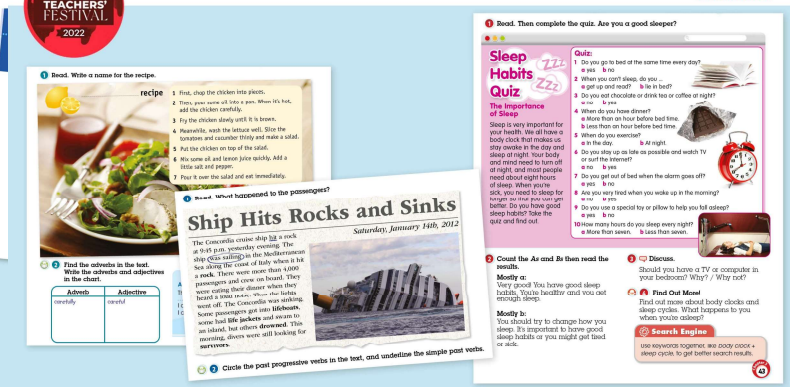 TEACHERS'
FESTIVAL
2022
1 Read. Write a name for the recipe.
recipe
1 First, chop the chicken into pieces.
2 Then, pour some oil into a pan. When it's hot,
add the chicken carefully.
3 Fry the chicken slowly until it is brown.
4 Meanwhile, wash the lettuce well. Slice the
tomatoes and cucumber thinly and make a salad.
5 Put the chicken on top of the salad.
6 Mix some oil and lemon juice quickly. Add a
little salt and pepper.
7 Pour it over the salad and eat immediately.
2 Find the adverbs in the text.
Write the adverbs and adjectives
in the chart.
Adverb Adjective
carefully careful
1 Read. What happened to the passengers?
Ship Hits Rocks and Sinks
Saturday, January 14th, 2012
The Concordia cruise ship hit a rock
at 9:45 p.m. yesterday evening. The
ship was sailing in the Mediterranean
Sea along the coast of Italy when it hit
a rock. There were more than 4,000
passengers and crew on board. They
were eating their dinner when they
heard a loud noise. Then the lights
went off. The Concordia was sinking.
Some passengers got into lifeboats,
some had life jackets and swam to
an island, but others drowned. This
morning, divers were still looking for
survivors.
2 Circle the past progressive verbs in the text, and underline the simple past verbs.
1 Read. Then complete the quiz. Are you a good sleeper?
Sleep
Habits
Quiz
ZZZ
ZZZ
The Importance
of Sleep
Sleep is very important for
your health. We all have a
body clock that makes us
stay awake in the day and
sleep at night. Your body
and mind need to turn off
at night, and most people
need about eight hours
of sleep. When you're
sick, you need to sleep for
longer so that you can get
better. Do you have good
sleep habits? Take the
quiz and find out.
Quiz:
1 Do you go to bed at the same time every day?
a yes b no
2 When you can't sleep, do you ...
a get up and read? b lie in bed?
3 Do you eat chocolate or drink tea or coffee at night?
a no b yes
4 When do you have dinner?
a More than an hour before bed time.
b Less than an hour before bed time.
5 When do you exercise?
a In the day. b At night.
6 Do you stay up as late as possible and watch TV
or surf the Internet?
a no b yes
7 Do you get out of bed when the alarm goes off?
a yes b no
8 Are you very tired when you wake up in the morning?
a no b yes
9 Do you use a special toy or pillow to help you fall asleep?
a yes b no
10 How many hours do you sleep every night?
a More than seven. b Less than seven.
2 Count the As and Bs then read the
results.
Mostly a:
Very good! You have good sleep
habits. You're healthy and you get
enough sleep.
Mostly b:
You should try to change how you
sleep. It's important to have good
sleep habits or you might get tired
or sick.
3 Discuss.
Should you have a TV or computer in
your bedroom? Why? / Why not?
4 Find Out More!
Find out more about body clocks and
sleep cycles. What happens to you
when you're asleep?
Search Engine
Use keywords together, like body clock +
sleep cycle, to get better search results.
43